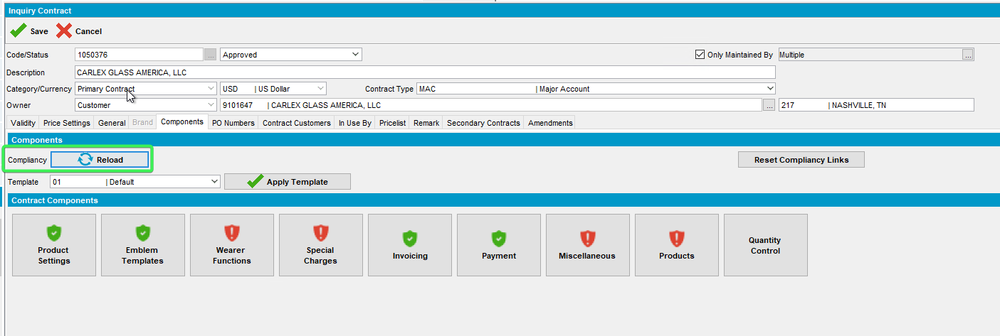 Inquiry Contract
Save Cancel
Code/Status 1050376 ... Approved Only Maintained By Multiple ...
Description CARLEX GLASS AMERICA, LLC
Category/Currency Primary Contract USD | US Dollar Contract Type MAC | Major Account
Owner Customer 9101647 | CARLEX GLASS AMERICA, LLC ... 217 | NASHVILLE, TN
Validity Price Settings General Brand Components PO Numbers Contract Customers In Use By Pricelist Remark Secondary Contracts Amendments
Components
Compliancy Reload Reset Compliancy Links
Template 01 | Default Apply Template
Contract Components
Product Settings
Emblem Templates
Wearer Functions
Special Charges
Invoicing
Payment
Miscellaneous
Products
Quantity Control